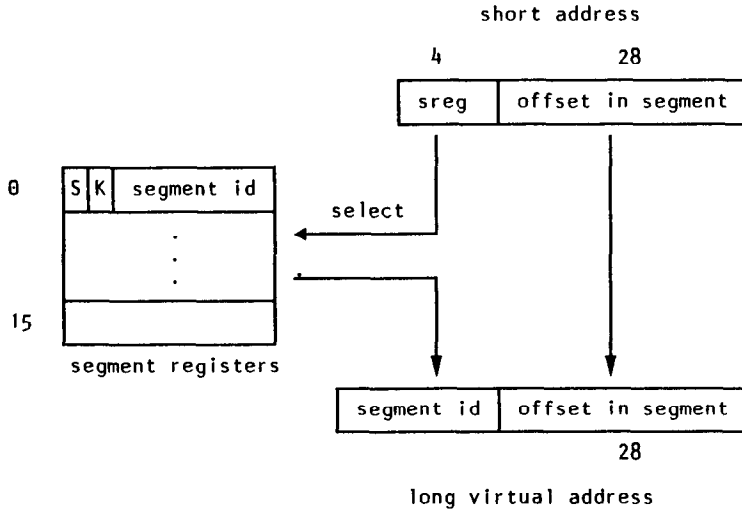 short address
4 28
sreg offset in segment
0 S K segment id
select
.
.
.
15
segment registers
segment id offset in segment
28
long virtual address